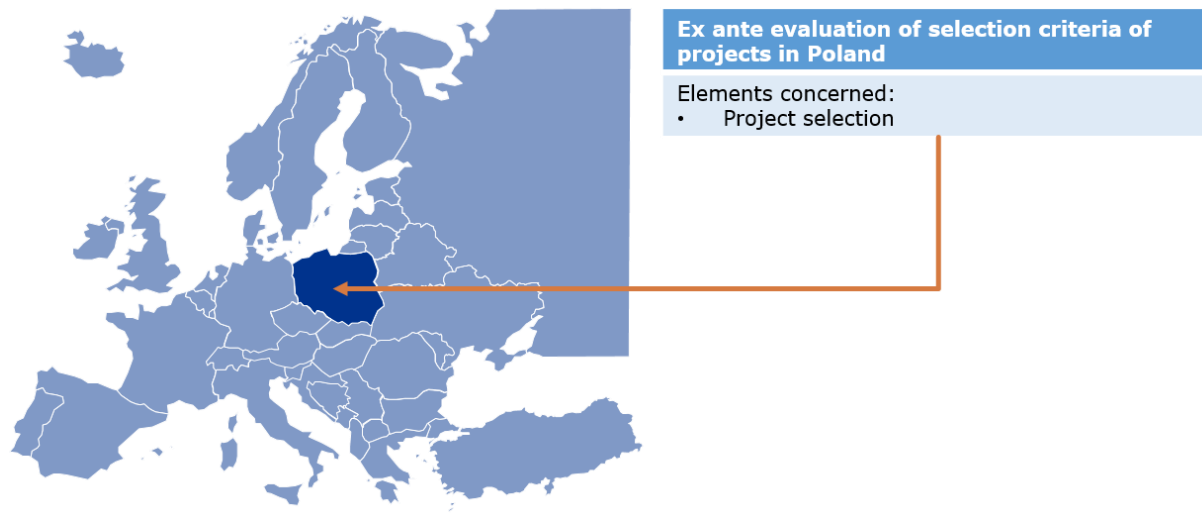 Ex ante evaluation of selection criteria of
projects in Poland
Elements concerned:
• Project selection